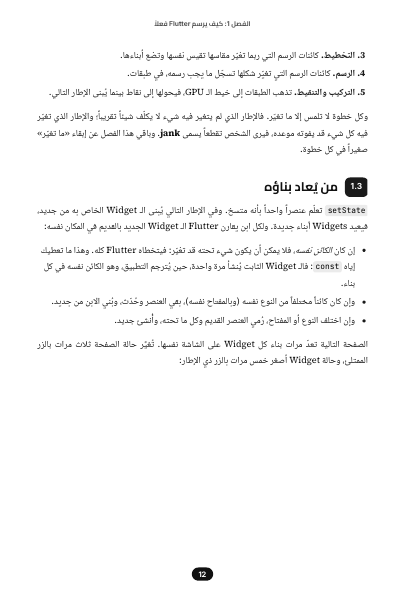 الفصل 1: كيف يرسم Flutter فعلاً
3. التخطيط. كائنات الرسم التي ربما تغيّر مقاسها تقيس نفسها وتضع أبناءها.
4. الرسم. كائنات الرسم التي تغيّر شكلها تسجّل ما يجب رسمه، في طبقات.
5. التركيب والتنقيط. تذهب الطبقات إلى خيط الـ GPU، فيحولها إلى نقاط بينما يُبنى الإطار التالي.
وكل خطوة لا تلمس إلا ما تغيّر. فالإطار الذي لم يتغير فيه شيء لا يكلّف شيئاً تقريباً؛ والإطار الذي يتغير
فيه كل شيء قد يفوته موعده، فيرى الشخص تقطعاً يسمى jank. وباقي هذا الفصل عن إبقاء «ما تغيّر»
صغيراً في كل خطوة.
1.3 من يُعاد بناؤه
setState تعلّم عنصراً واحداً بأنه متسخ. وفي الإطار التالي يُبنى الـ Widget الخاص به من جديد،
فيعيد Widgets أبناء جديدة. ولكل ابن يقارن Flutter الـ Widget الجديد بالقديم في المكان نفسه:
• إن كان الكائن نفسه، فلا يمكن أن يكون شيء تحته قد تغيّر: فيتخطاه Flutter كله. وهذا ما تعطيك
إياه const: فالـ Widget الثابت يُنشأ مرة واحدة، حين يُترجم التطبيق، وهو الكائن نفسه في كل
بناء.
• وإن كان كائناً مختلفاً من النوع نفسه (وبالمفتاح نفسه)، بقي العنصر وحُدّث، وبُني الابن من جديد.
• وإن اختلف النوع أو المفتاح، رُمي العنصر القديم وكل ما تحته، وأُنشئ جديد.
الصفحة التالية تعدّ مرات بناء كل Widget على الشاشة نفسها. تُغيَّر حالة الصفحة ثلاث مرات بالزر
الممتلئ، وحالة Widget أصغر خمس مرات بالزر ذي الإطار:
12